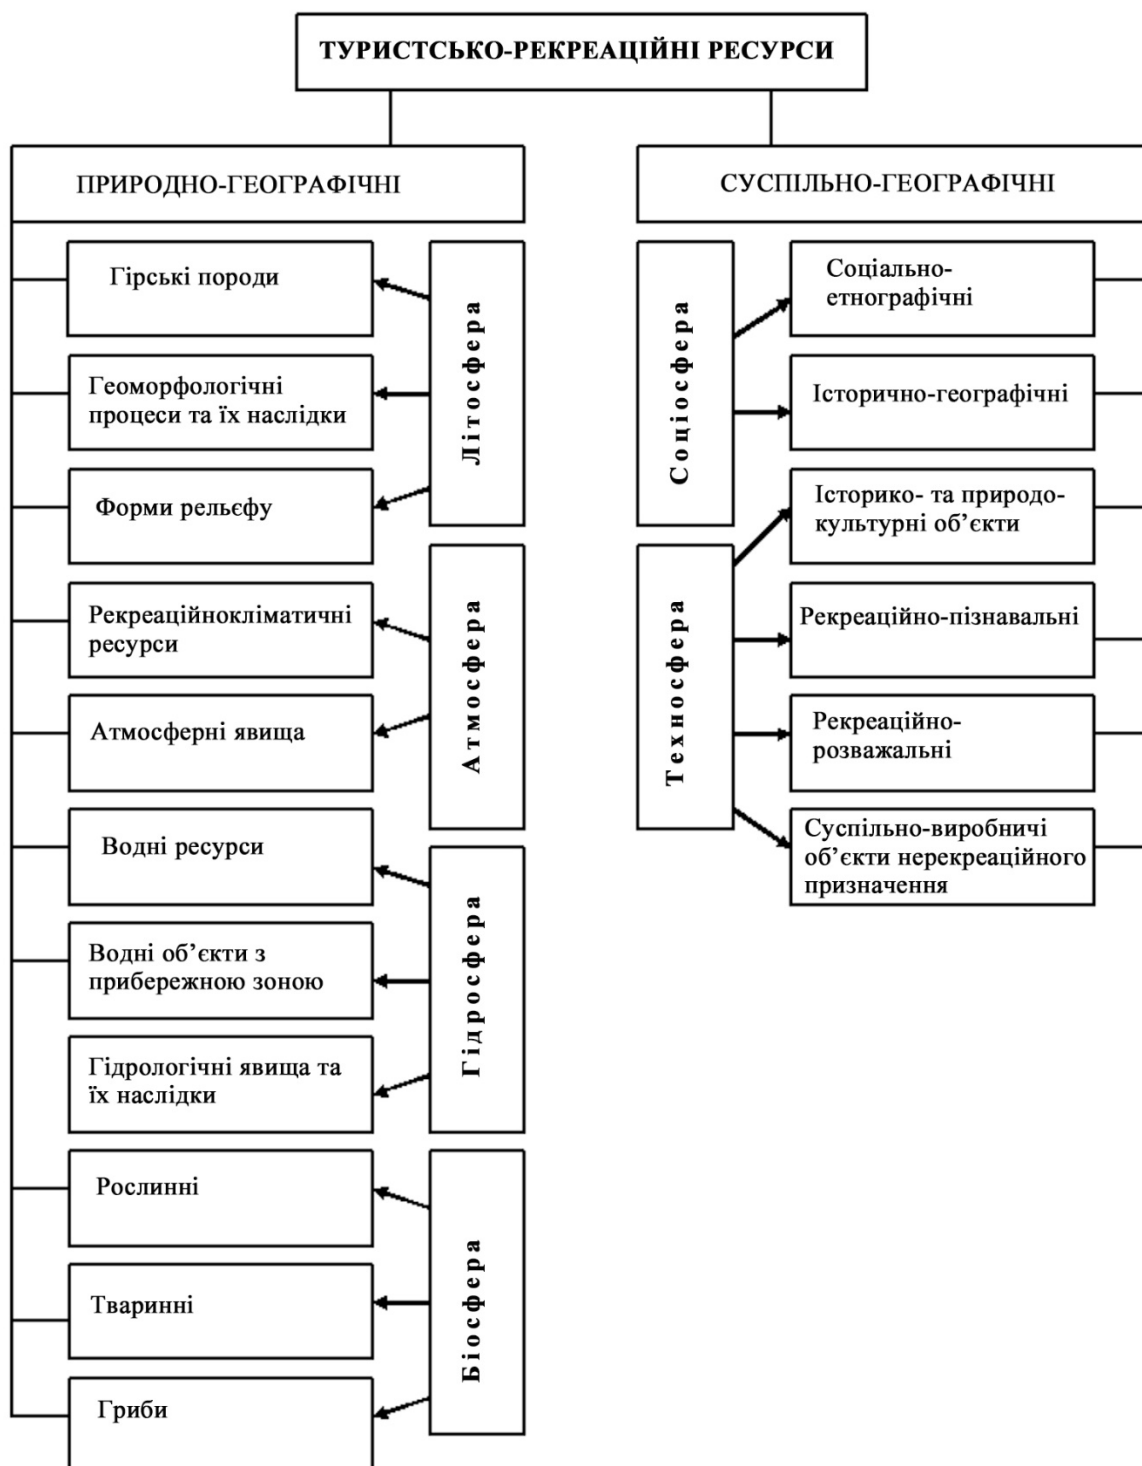 ТУРИСТСЬКО-РЕКРЕАЦІЙНІ РЕСУРСИ
ПРИРОДНО-ГЕОГРАФІЧНІ
Гірські породи
Геоморфологічні
процеси та їх наслідки
Форми рельєфу
Літосфера
Рекреаційнокліматичні
ресурси
Атмосферні явища
Атмосфера
Водні ресурси
Водні об’єкти з
прибережною зоною
Гідрологічні явища та
їх наслідки
Гідросфера
Рослинні
Тваринні
Гриби
Біосфера
СУСПІЛЬНО-ГЕОГРАФІЧНІ
Соціосфера
Соціально-
етнографічні
Історично-географічні
Техносфера
Історико- та природо-
культурні об’єкти
Рекреаційно-пізнавальні
Рекреаційно-
розважальні
Суспільно-виробничі
об’єкти нерекреаційного
призначення